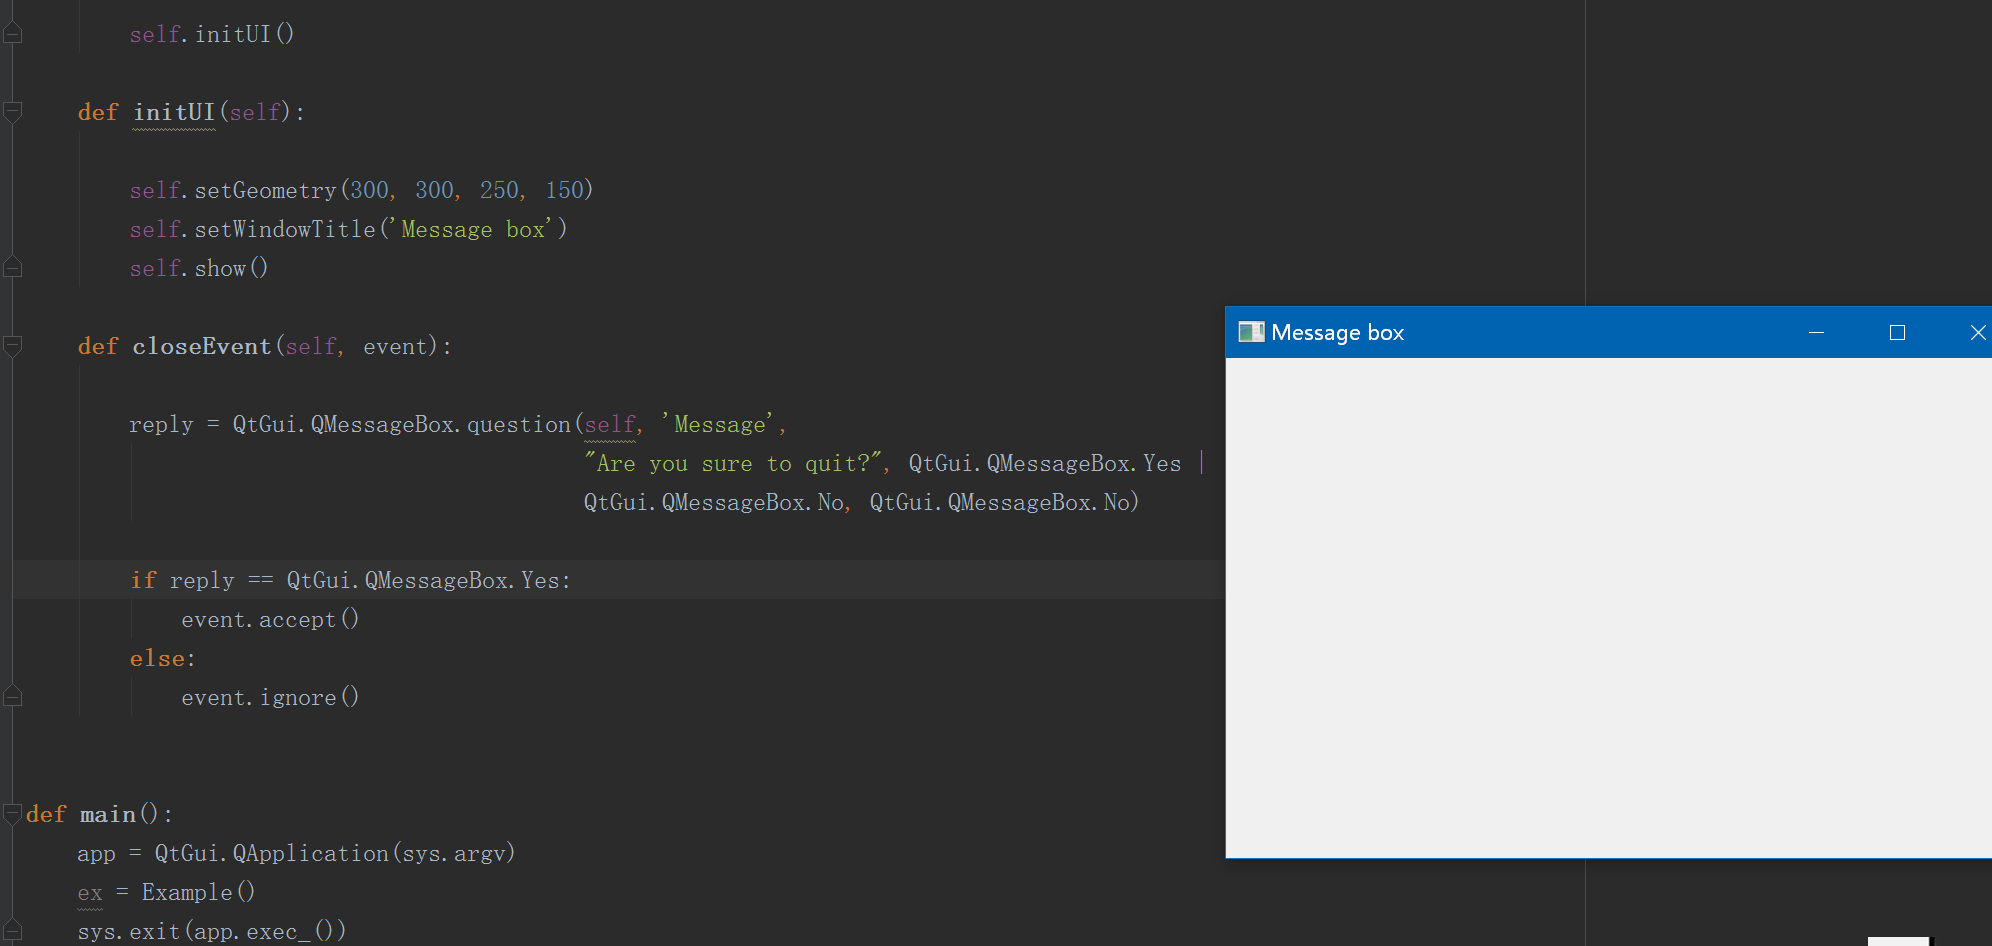 self.initUI()
def initUI(self):
self.setGeometry(300, 300, 250, 150)
self.setWindowTitle('Message box')
self.show()
def closeEvent(self, event):
reply = QtGui.QMessageBox.question(self, 'Message',
"Are you sure to quit?", QtGui.QMessageBox.Yes |
QtGui.QMessageBox.No, QtGui.QMessageBox.No)
if reply == QtGui.QMessageBox.Yes:
event.accept()
else:
event.ignore()
def main():
app = QtGui.QApplication(sys.argv)
ex = Example()
sys.exit(app.exec_())
Message box